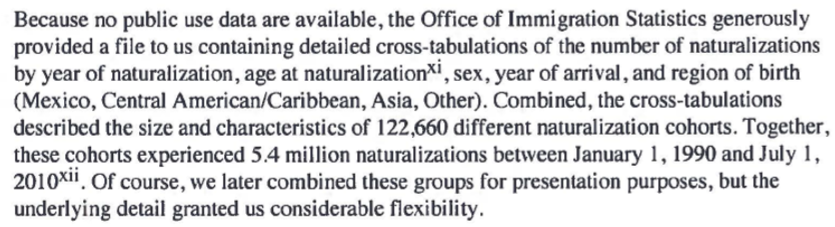 Because no public use data are available, the Office of Immigration Statistics generously
provided a file to us containing detailed cross-tabulations of the number of naturalizations
by year of naturalization, age at naturalizationxi, sex, year of arrival, and region of birth
(Mexico, Central American/Caribbean, Asia, Other). Combined, the cross-tabulations
described the size and characteristics of 122,660 different naturalization cohorts. Together,
these cohorts experienced 5.4 million naturalizations between January 1, 1990 and July 1,
2010xii. Of course, we later combined these groups for presentation purposes, but the
underlying detail granted us considerable flexibility.